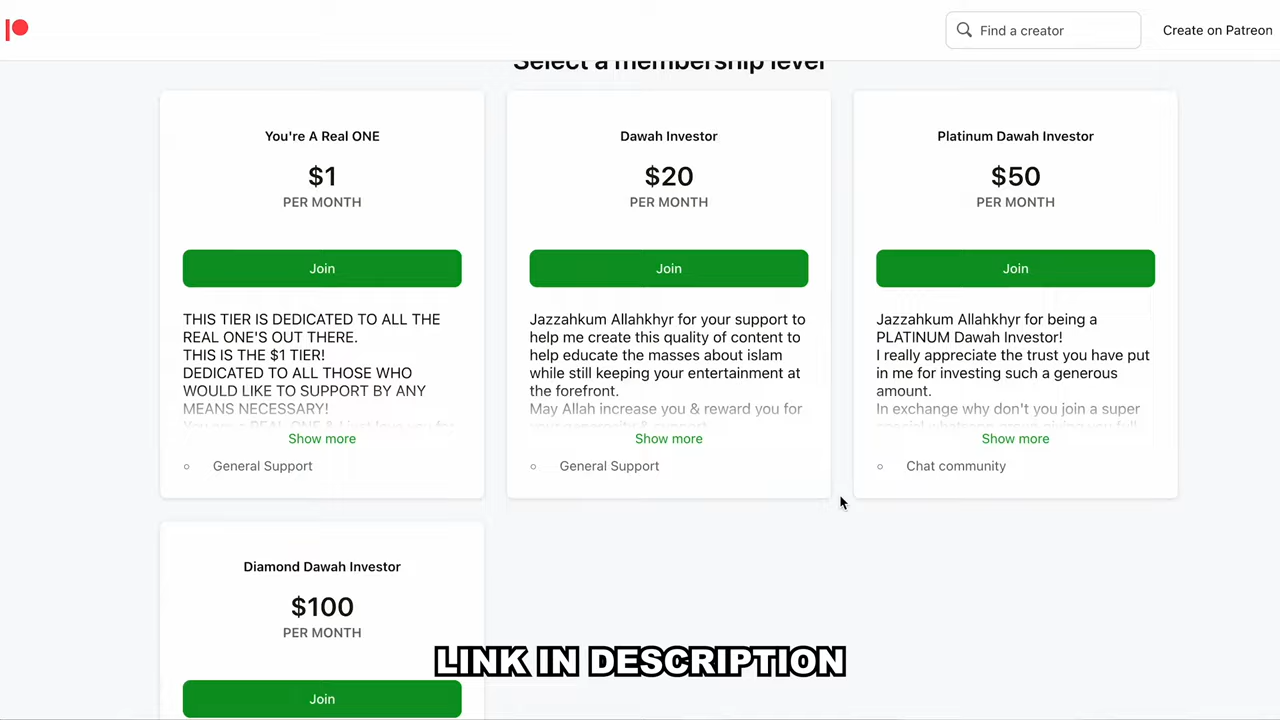 Find a creator
Create on Patreon
Select a membership level
You're A Real ONE
$1
PER MONTH
Join
THIS TIER IS DEDICATED TO ALL THE
REAL ONE'S OUT THERE.
THIS IS THE $1 TIER!
DEDICATED TO ALL THOSE WHO
WOULD LIKE TO SUPPORT BY ANY
MEANS NECESSARY!
Show more
General Support
Dawah Investor
$20
PER MONTH
Join
Jazzahkum Allahkhyr for your support to
help me create this quality of content to
help educate the masses about islam
while still keeping your entertainment at
the forefront.
May Allah increase you & reward you for
Show more
General Support
Platinum Dawah Investor
$50
PER MONTH
Join
Jazzahkum Allahkhyr for being a
PLATINUM Dawah Investor!
I really appreciate the trust you have put
in me for investing such a generous
amount.
In exchange why don't you join a super
Show more
Chat community
Diamond Dawah Investor
$100
PER MONTH
Join
LINK IN DESCRIPTION